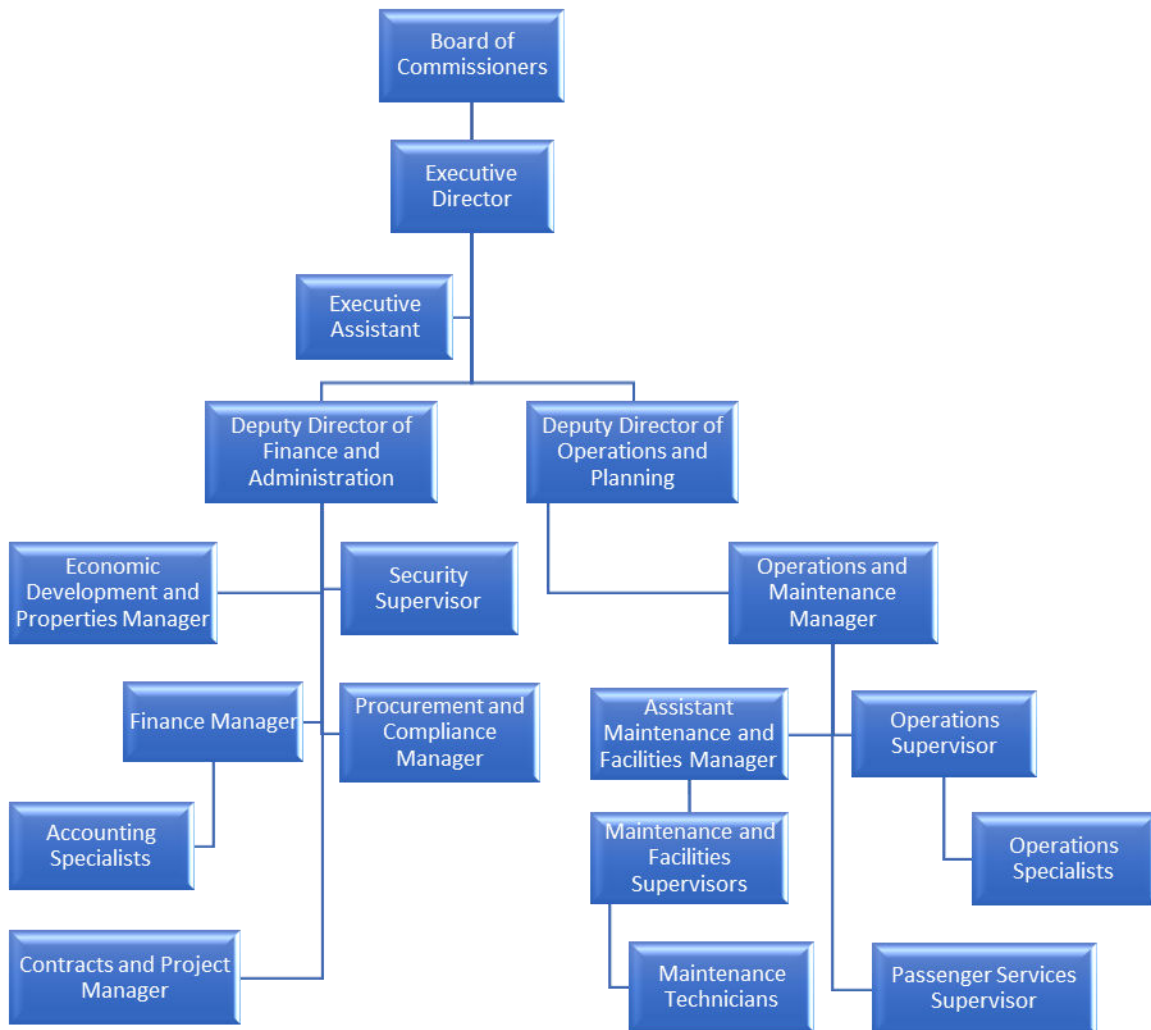 Board of
Commissioners
Executive
Director
Executive
Assistant
Deputy Director of
Finance and
Administration
Deputy Director of
Operations and
Planning
Economic
Development and
Properties Manager
Security
Supervisor
Operations and
Maintenance
Manager
Finance Manager
Procurement and
Compliance
Manager
Assistant
Maintenance and
Facilities Manager
Operations
Supervisor
Accounting
Specialists
Maintenance and
Facilities
Supervisors
Operations
Specialists
Contracts and Project
Manager
Maintenance
Technicians
Passenger Services
Supervisor